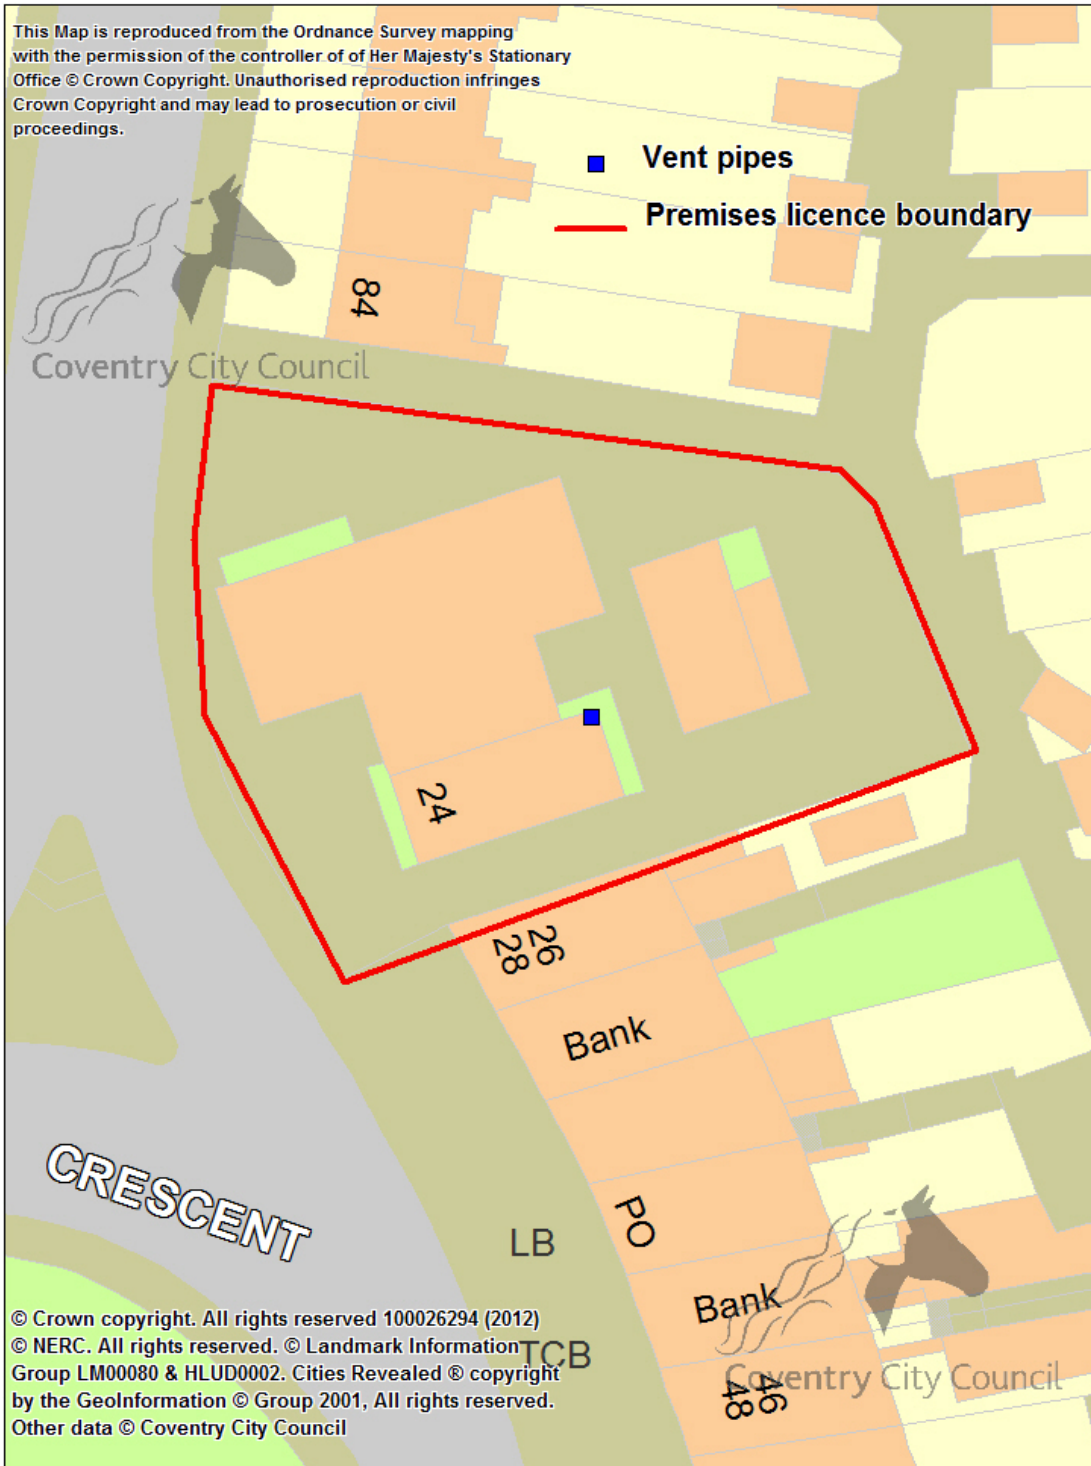 This Map is reproduced from the Ordnance Survey mapping
with the permission of the controller of of Her Majesty's Stationary
Office © Crown Copyright. Unauthorised reproduction infringes
Crown Copyright and may lead to prosecution or civil
proceedings.
Vent pipes
Premises licence boundary
84
Coventry City Council
24
26
28
Bank
CRESCENT
PO
LB
Bank
TCB
Coventry City Council
46
48
© Crown copyright. All rights reserved 100026294 (2012)
© NERC. All rights reserved. © Landmark Information
Group LM00080 & HLUD0002. Cities Revealed ® copyright
by the GeoInformation © Group 2001, All rights reserved.
Other data © Coventry City Council